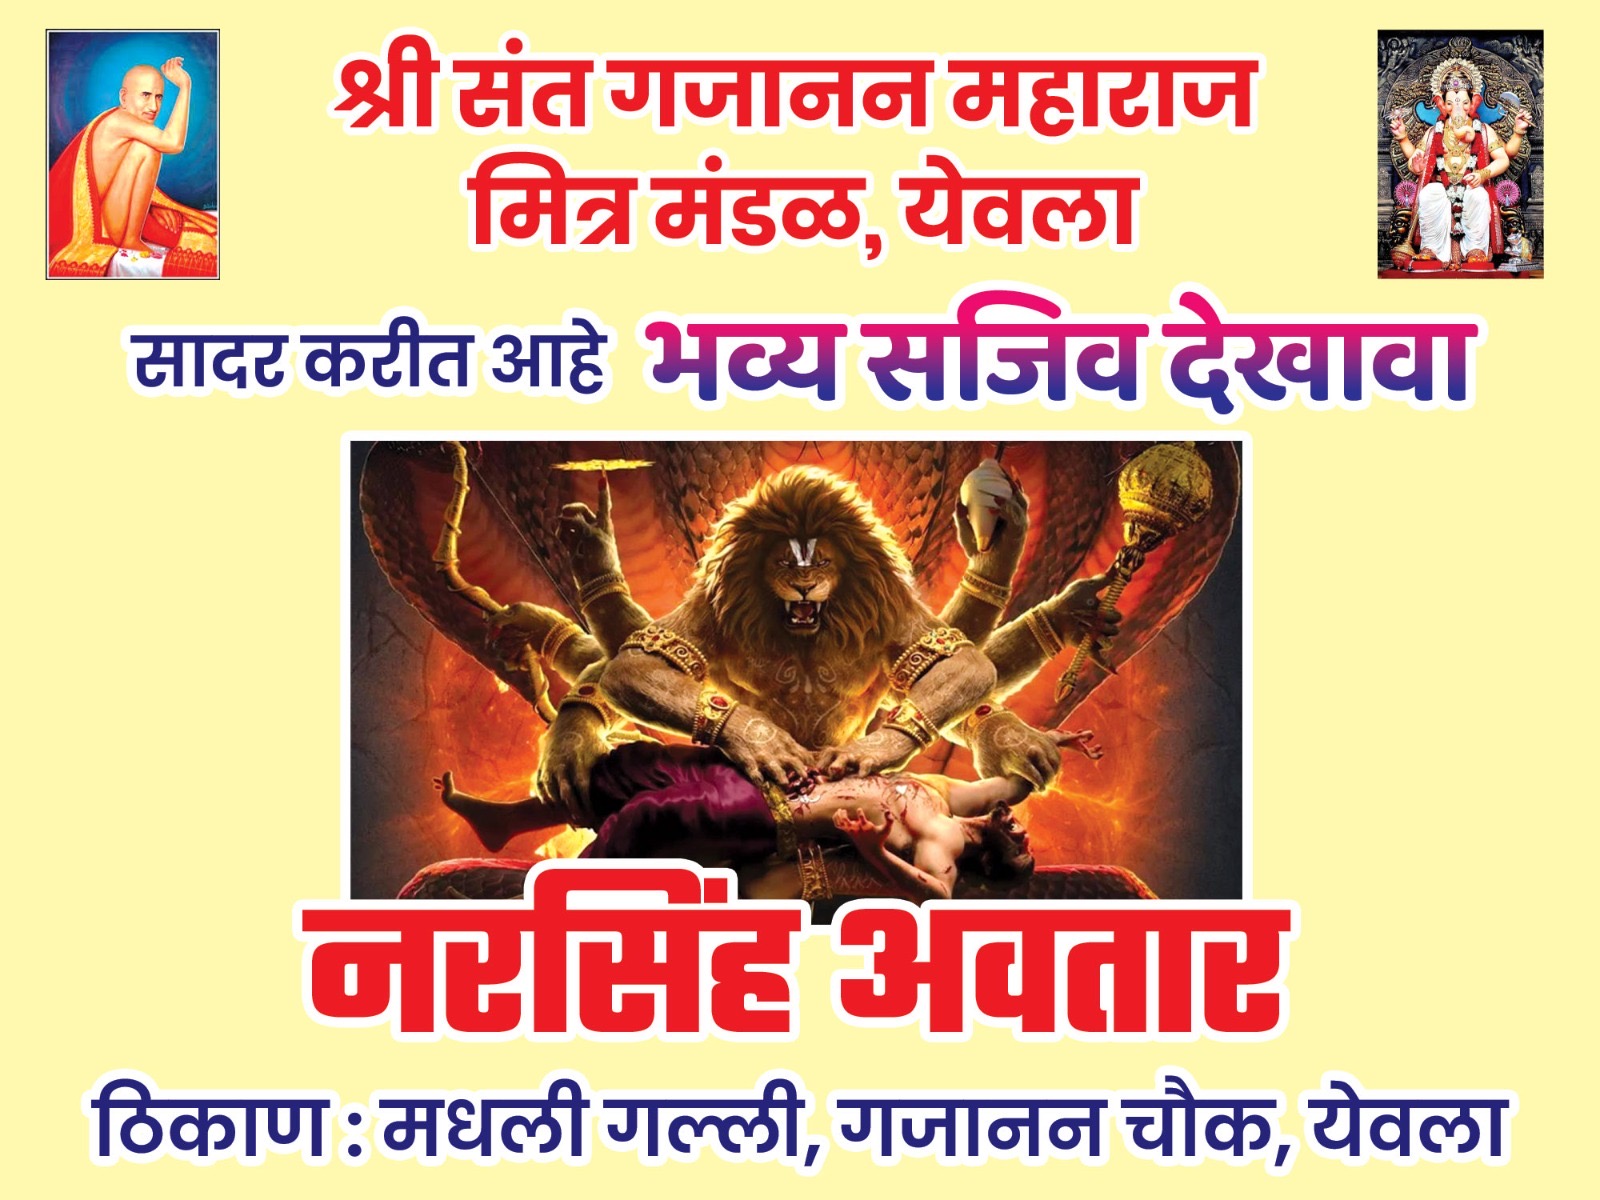 श्री संत गजानन महाराज
मित्र मंडळ, येवला
सादर करीत आहे भव्य सजिव देखावा
नरसिंह अवतार
ठिकाण : मधली गल्ली, गजानन चौक, येवला